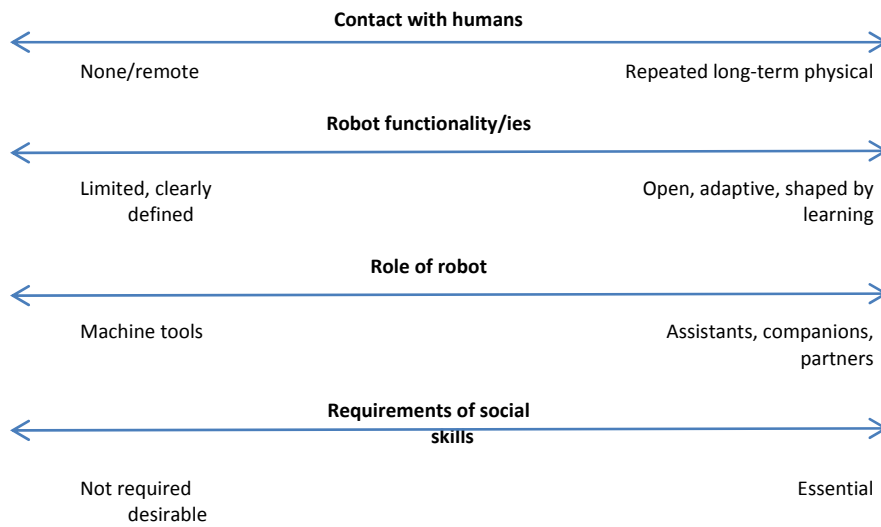 Contact with humans
None/remote
Repeated long-term physical
Robot functionality/ies
Limited, clearly
defined
Open, adaptive, shaped by
learning
Role of robot
Machine tools
Assistants, companions,
partners
Requirements of social
skills
Not required
desirable
Essential